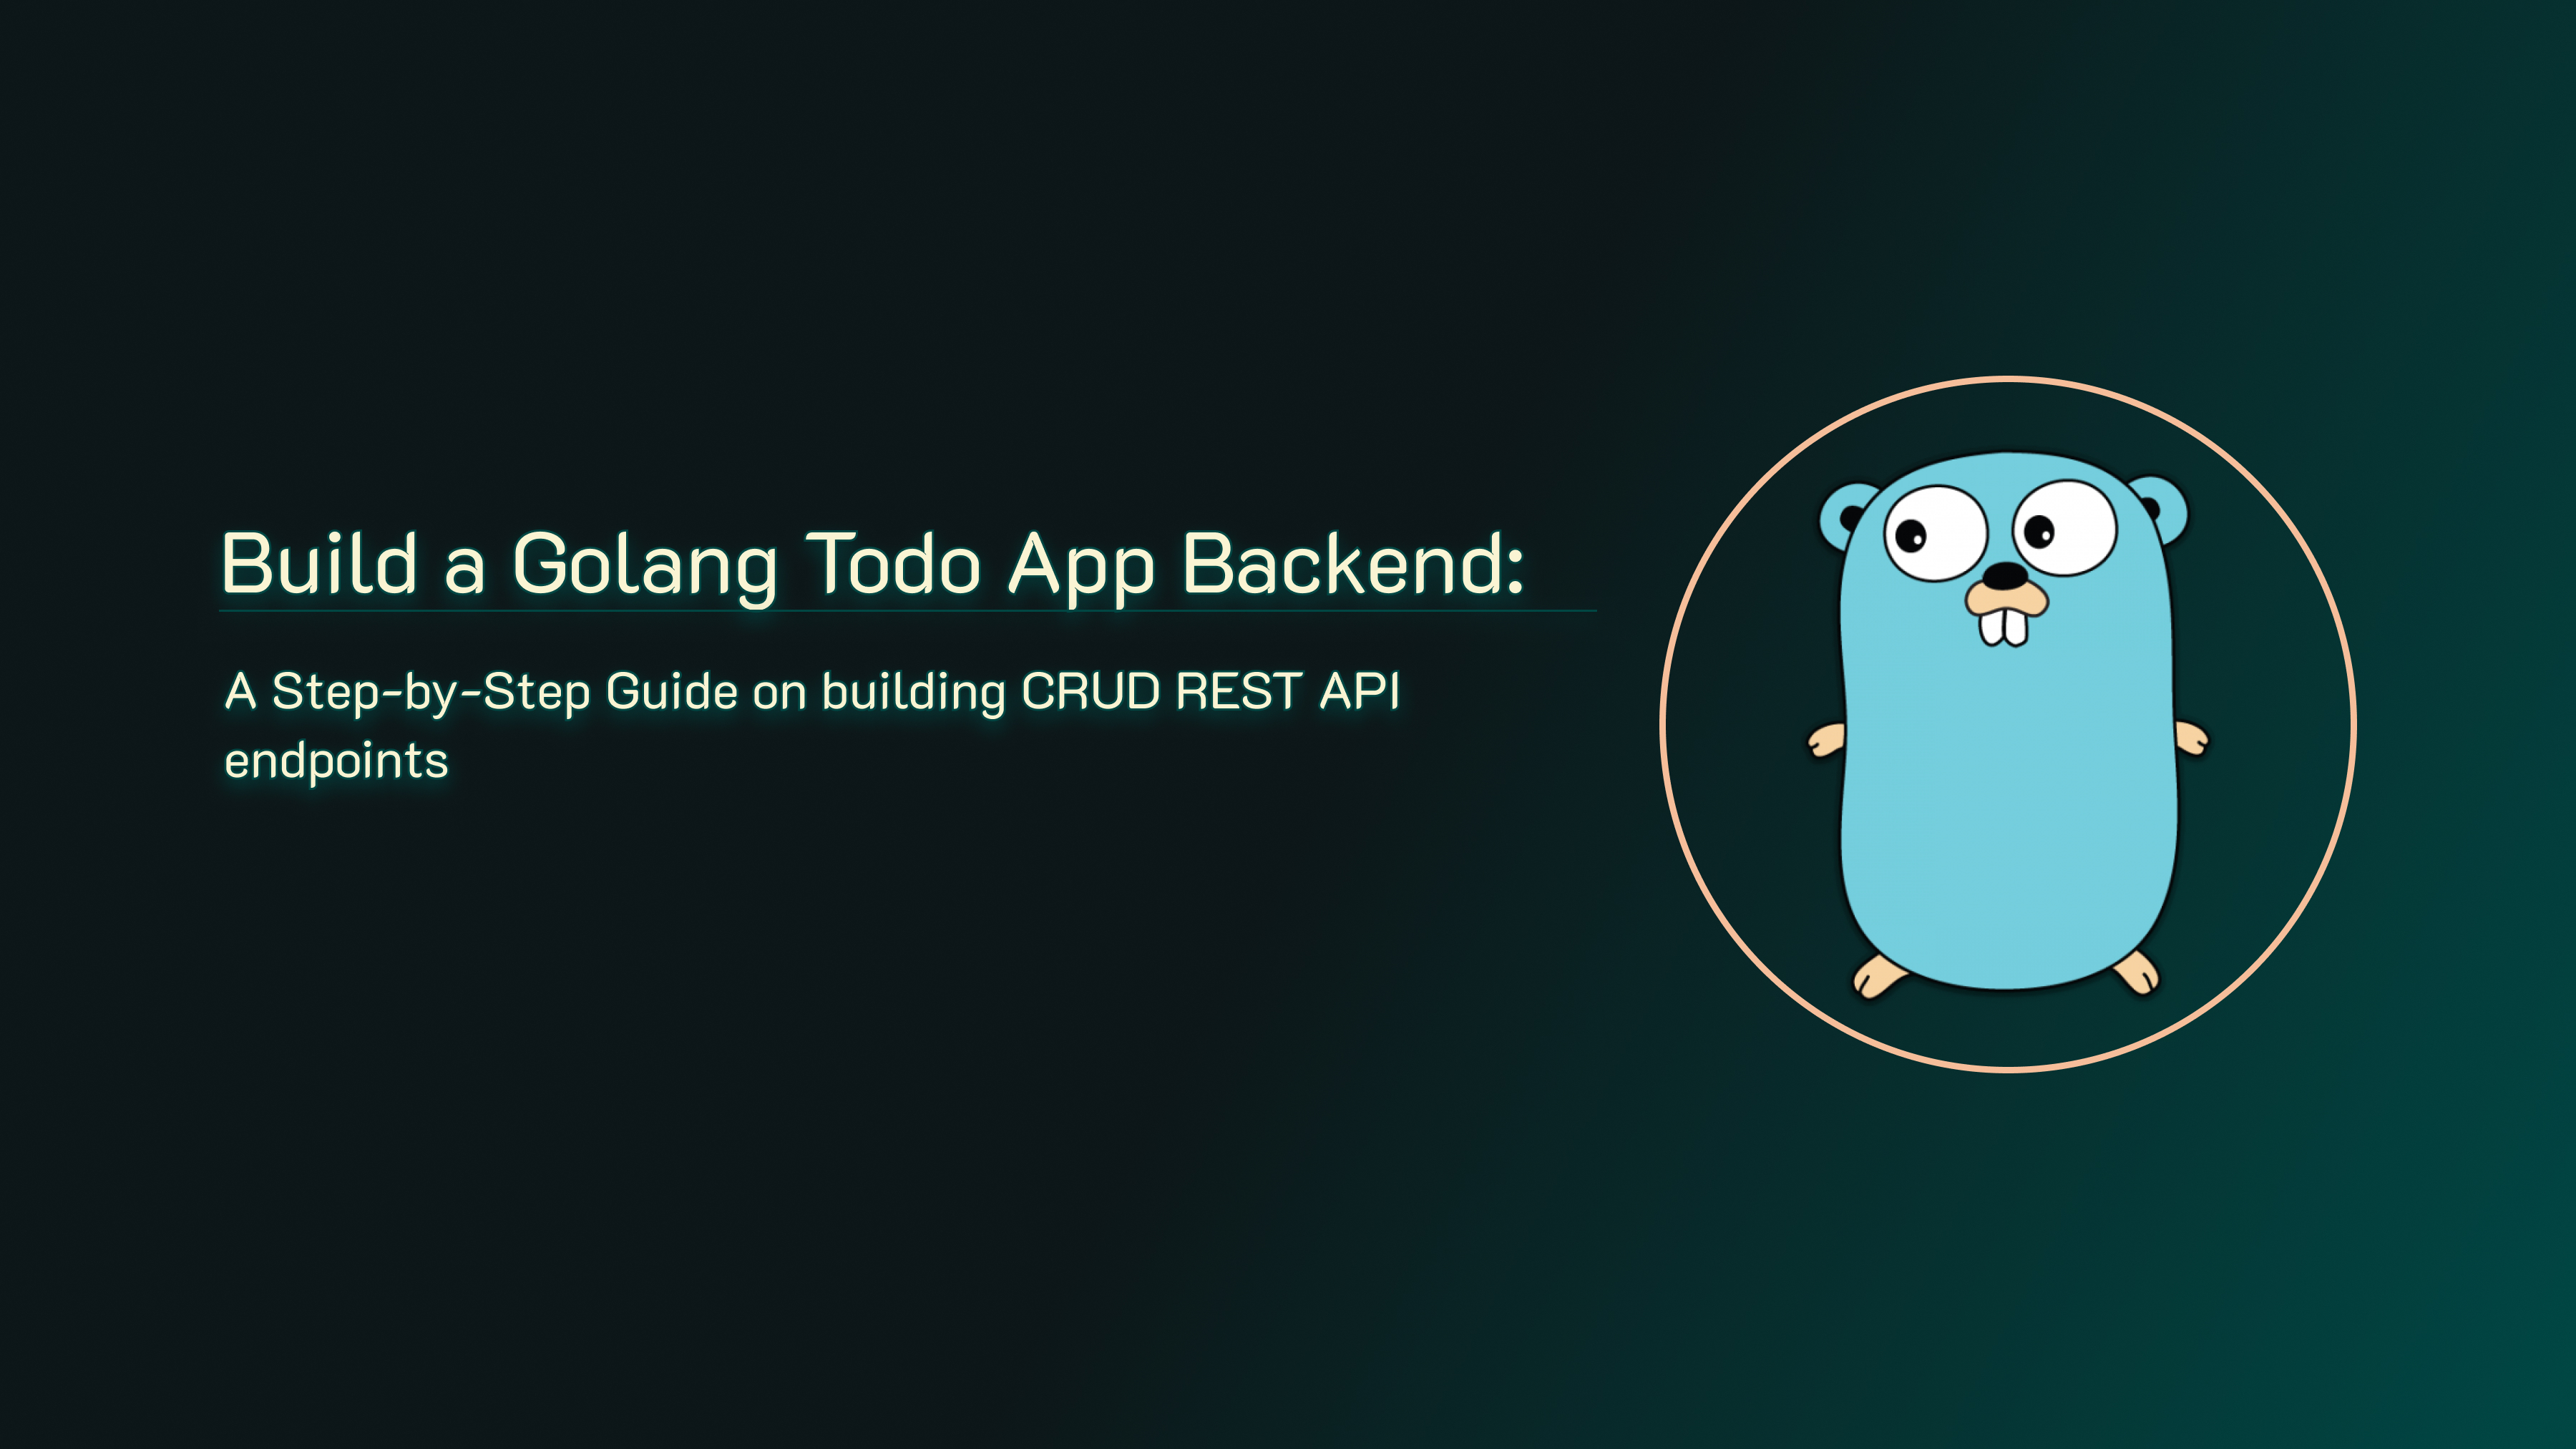 Build a Golang Todo App Backend:
A Step-by-Step Guide on building CRUD REST API
endpoints